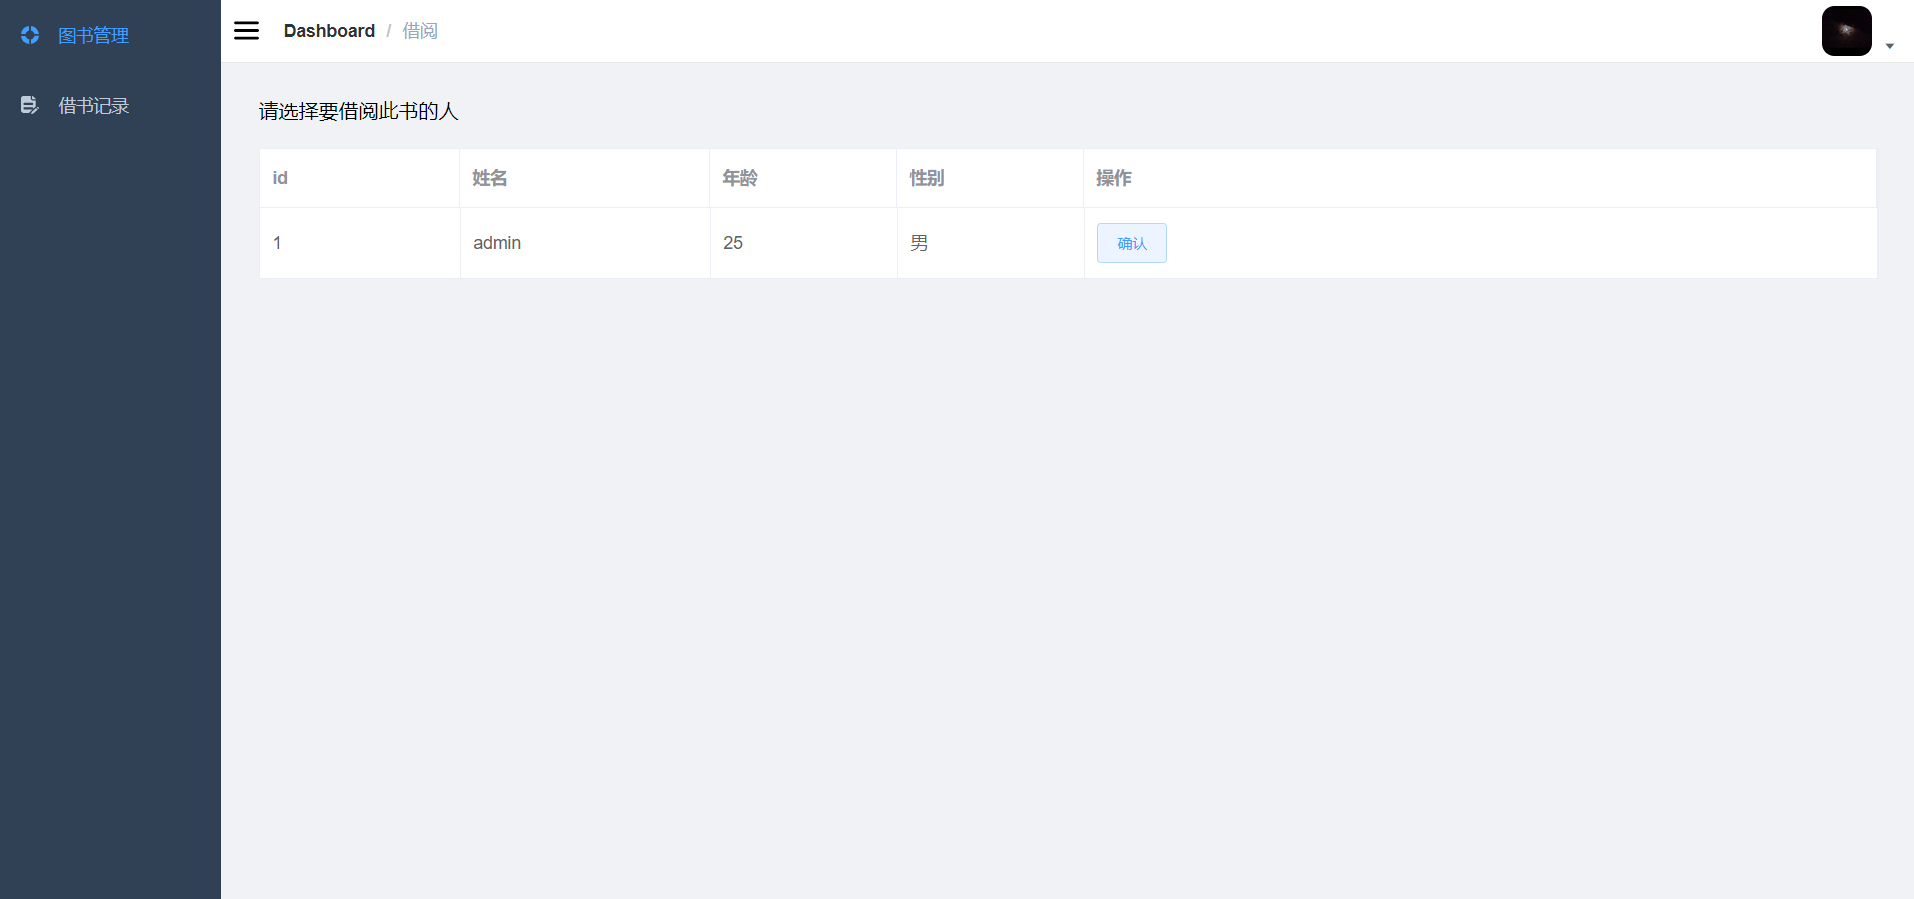 图书管理
借书记录
Dashboard / 借阅
请选择要借阅此书的人
id 姓名 年龄 性别 操作
1 admin 25 男 确认